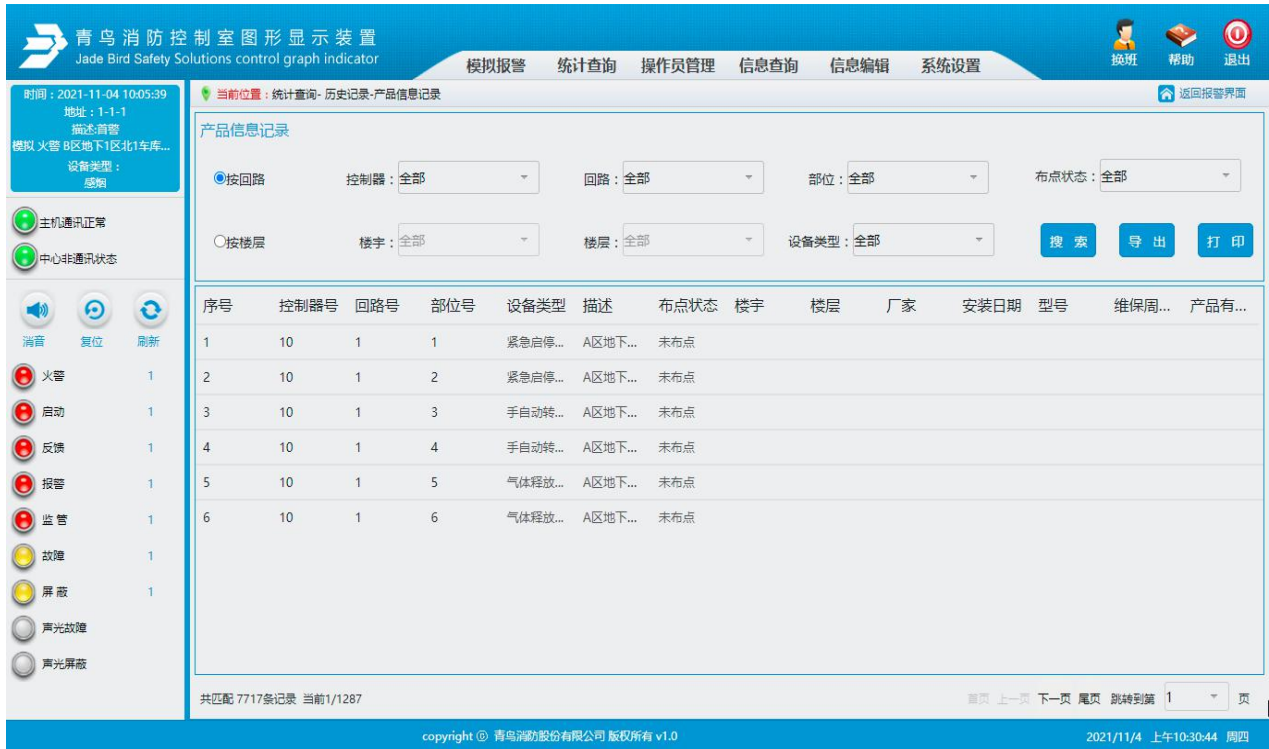 青鸟消防控制室图形显示装置
Jade Bird Safety Solutions control graph indicator
模拟报警 统计查询 操作员管理 信息查询 信息编辑 系统设置
换班 帮助 退出
时间：2021-11-04 10:05:39
地址：1-1-1
描述:首警
模拟 火警 B区地下1区北1车库...
设备类型：
感烟
主机通讯正常
中心非通讯状态
消音 复位 刷新
火警 1
启动 1
反馈 1
报警 1
监管 1
故障 1
屏蔽 1
声光故障
声光屏蔽
当前位置：统计查询- 历史记录-产品信息记录
返回报警界面
产品信息记录
按回路 控制器：全部 回路：全部 部位：全部 布点状态：全部
按楼层 楼宇：全部 楼层：全部 设备类型：全部 搜 索 导 出 打 印
序号 控制器号 回路号 部位号 设备类型 描述 布点状态 楼宇 楼层 厂家 安装日期 型号 维保周... 产品有...
1 10 1 1 紧急启停... A区地下... 未布点
2 10 1 2 紧急启停... A区地下... 未布点
3 10 1 3 手自动转... A区地下... 未布点
4 10 1 4 手自动转... A区地下... 未布点
5 10 1 5 气体释放... A区地下... 未布点
6 10 1 6 气体释放... A区地下... 未布点
共匹配 7717条记录 当前1/1287
首页 上一页 下一页 尾页 跳转到第 1 页
copyright ⓒ 青鸟消防股份有限公司 版权所有 v1.0
2021/11/4 上午10:30:44 周四